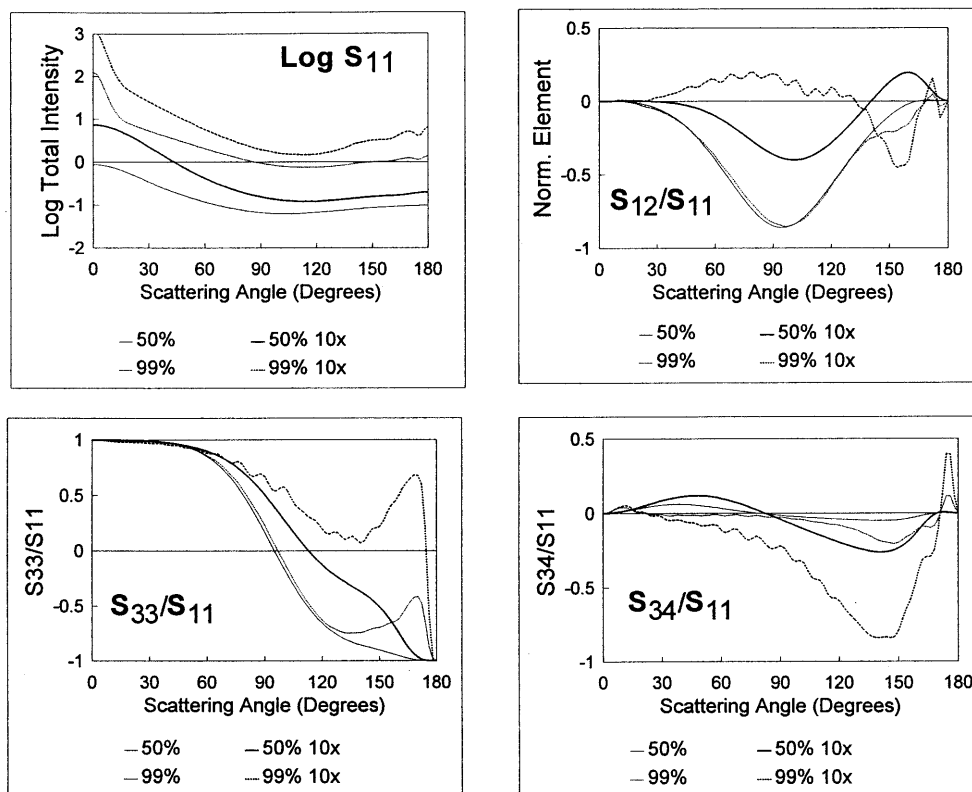 Log S11
Log Total Intensity
3
2
1
0
-1
-2
0 30 60 90 120 150 180
Scattering Angle (Degrees)
50% 50% 10x
99% 99% 10x
S12/S11
Norm. Element
0.5
0
-0.5
-1
0 30 60 90 120 150 180
Scattering Angle (Degrees)
50% 50% 10x
99% 99% 10x
S33/S11
1
0.5
0
-0.5
-1
S33/S11
0 30 60 90 120 150 180
Scattering Angle (Degrees)
50% 50% 10x
99% 99% 10x
S34/S11
0.5
0
-0.5
-1
S34/S11
0 30 60 90 120 150 180
Scattering Angle (Degrees)
50% 50% 10x
99% 99% 10x